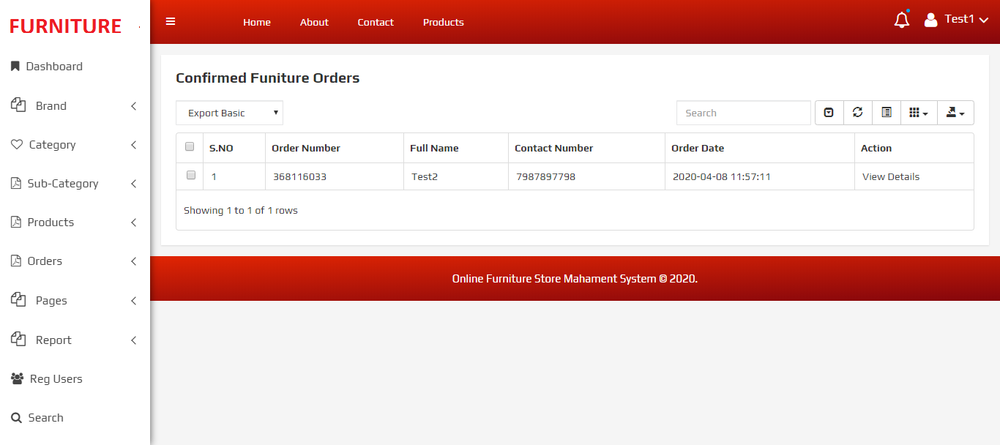 FURNITURE
Home About Contact Products Test1
Dashboard
Brand
Category
Sub-Category
Products
Orders
Pages
Report
Reg Users
Search
Confirmed Funiture Orders
Export Basic Search
S.NO Order Number Full Name Contact Number Order Date Action
1 368116033 Test2 7987897798 2020-04-08 11:57:11 View Details
Showing 1 to 1 of 1 rows
Online Furniture Store Mahament System © 2020.